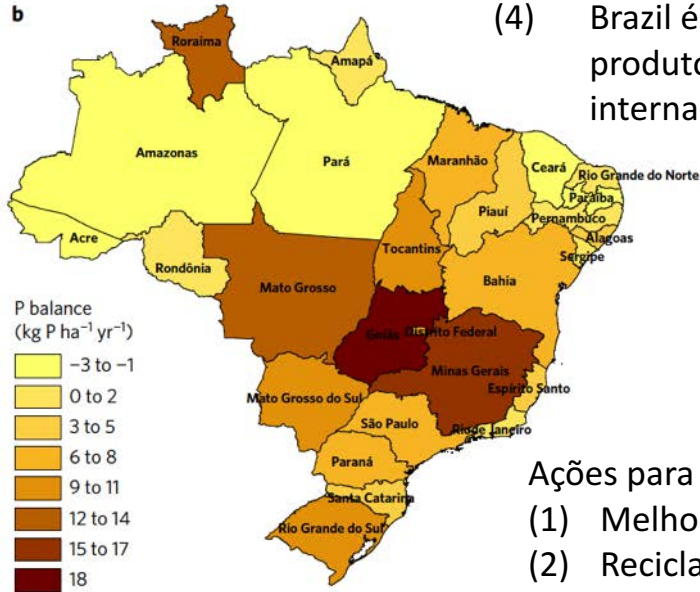 b
(4) Brazil é
produto
interna
Roraima
Amapá
Amazonas
Pará
Maranhão
Ceará
Rio Grande do Norte
Paraíba
Piauí
Pernambuco
Acre
Alagoas
Rondônia
Tocantins
Sergipe
Mato Grosso
Bahia
Goiás
Distrito Federal
Minas Gerais
Espírito Santo
Mato Grosso do Sul
São Paulo
Rio de Janeiro
Paraná
Santa Catarina
Rio Grande do Sul
P balance
(kg P ha⁻¹ yr⁻¹)
−3 to −1
0 to 2
3 to 5
6 to 8
9 to 11
12 to 14
15 to 17
18
Ações para
(1) Melho
(2) Recicla